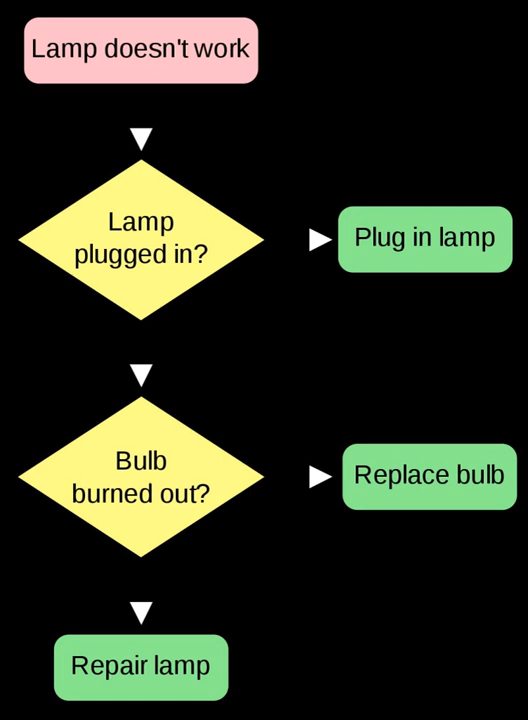 Lamp doesn't work
Lamp
plugged in?
Plug in lamp
Bulb
burned out?
Replace bulb
Repair lamp